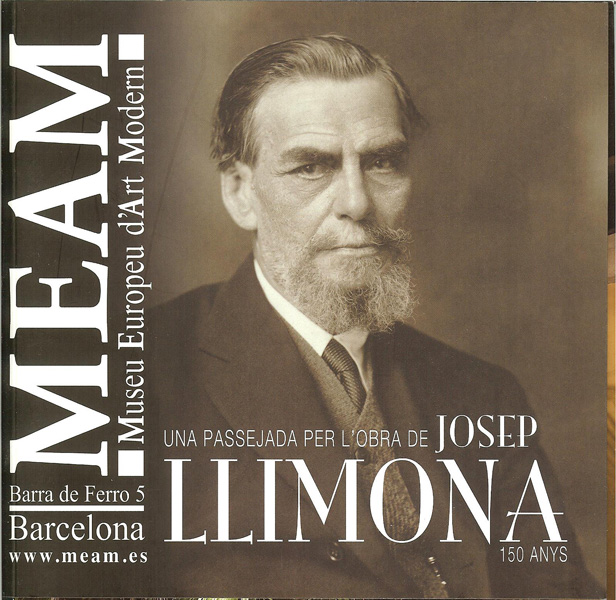 MEAM
Museu Europeu d'Art Modern
Barra de Ferro 5
Barcelona
www.meam.es
UNA PASSEJADA PER L'OBRA DE JOSEP
LLIMONA
150 ANYS